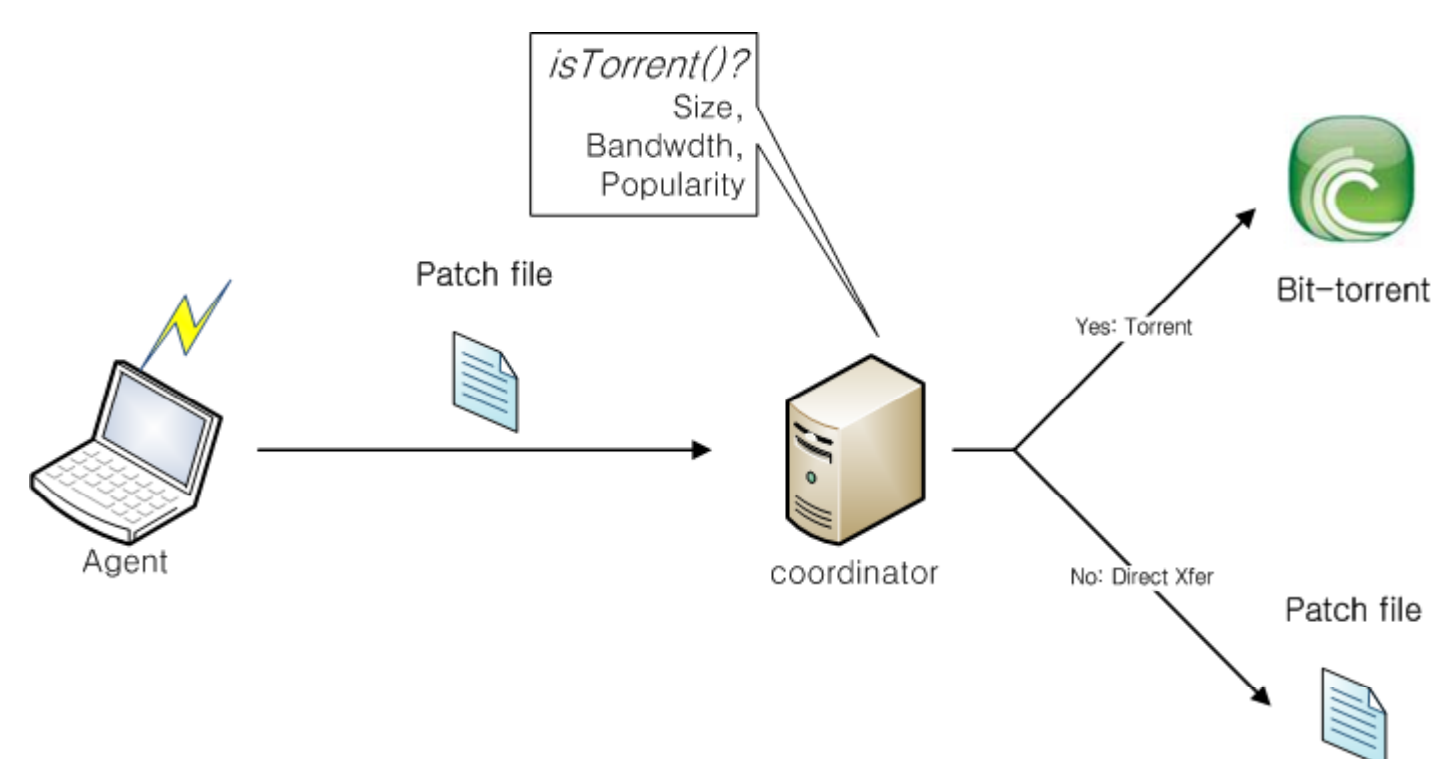 isTorrent()?
Size,
Bandwdth,
Popularity
Patch file
Agent
coordinator
Yes: Torrent
Bit-torrent
No: Direct Xfer
Patch file